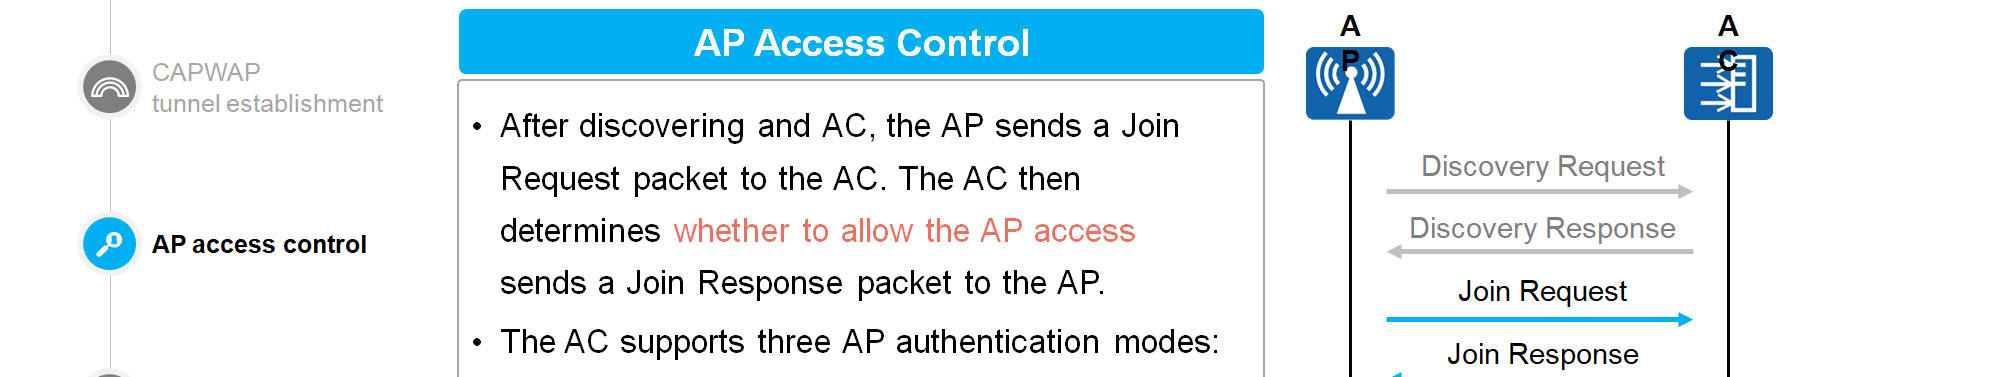 CAPWAP
tunnel establishment
AP access control
AP Access Control
• After discovering and AC, the AP sends a Join
Request packet to the AC. The AC then
determines whether to allow the AP access
sends a Join Response packet to the AP.
• The AC supports three AP authentication modes:
A
P
A
C
Discovery Request
Discovery Response
Join Request
Join Response